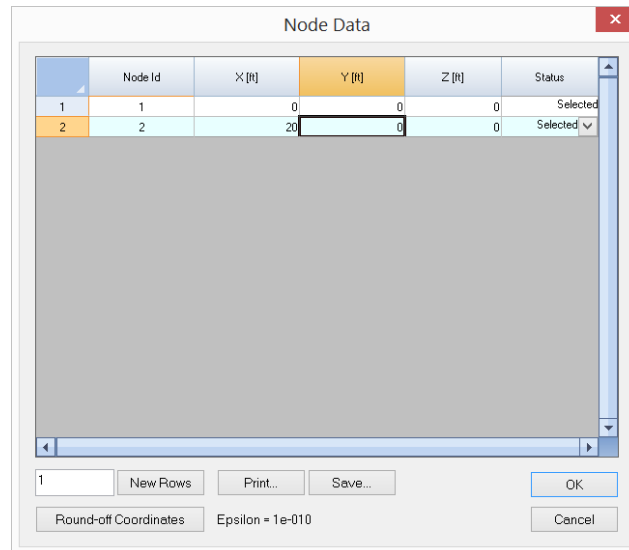 Node Data
Node Id X [ft] Y [ft] Z [ft] Status
1 1 0 0 0 Selected
2 2 20 0 0 Selected
1 New Rows Print... Save... OK
Round-off Coordinates Epsilon = 1e-010 Cancel